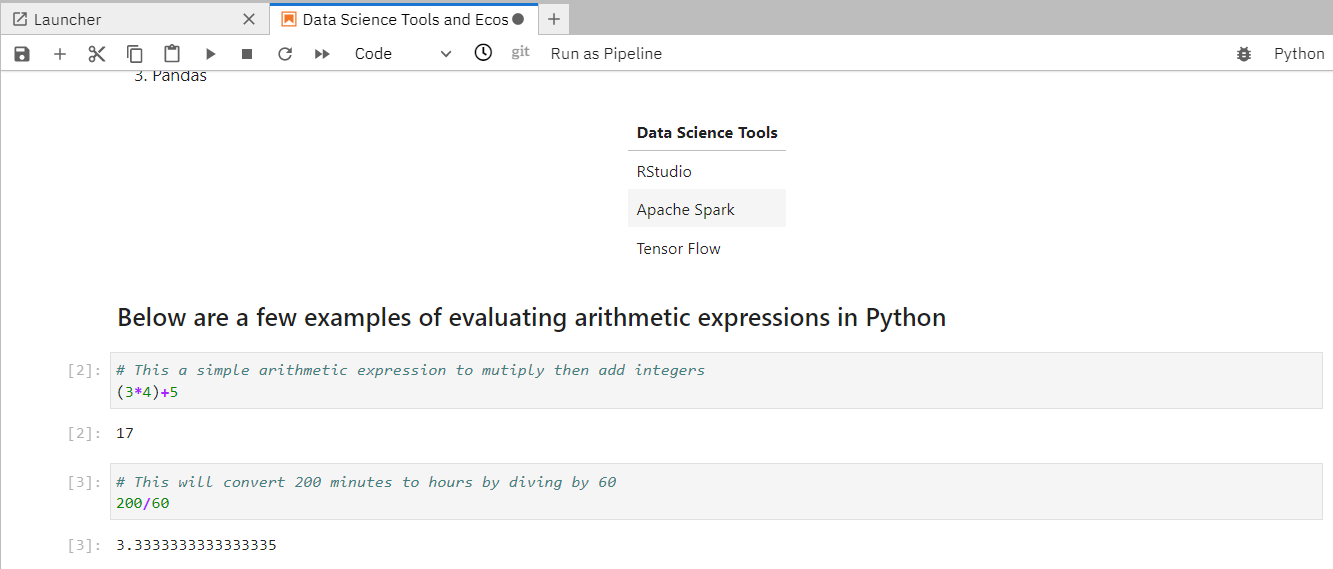 Launcher
Data Science Tools and Ecos
Code
git
Run as Pipeline
Python
3. Pandas
Data Science Tools
RStudio
Apache Spark
Tensor Flow
Below are a few examples of evaluating arithmetic expressions in Python
[2]: # This a simple arithmetic expression to mutiply then add integers
(3*4)+5
[2]: 17
[3]: # This will convert 200 minutes to hours by diving by 60
200/60
[3]: 3.3333333333333335